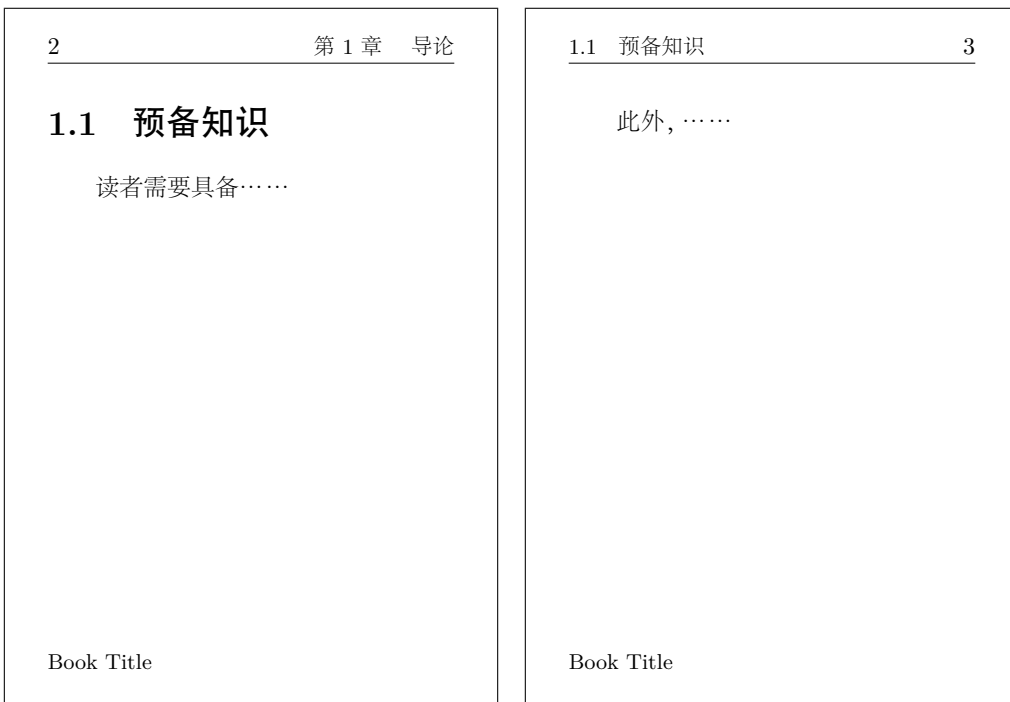 2 第 1 章 导论
1.1 预备知识
读者需要具备……
Book Title
1.1 预备知识 3
此外，……
Book Title